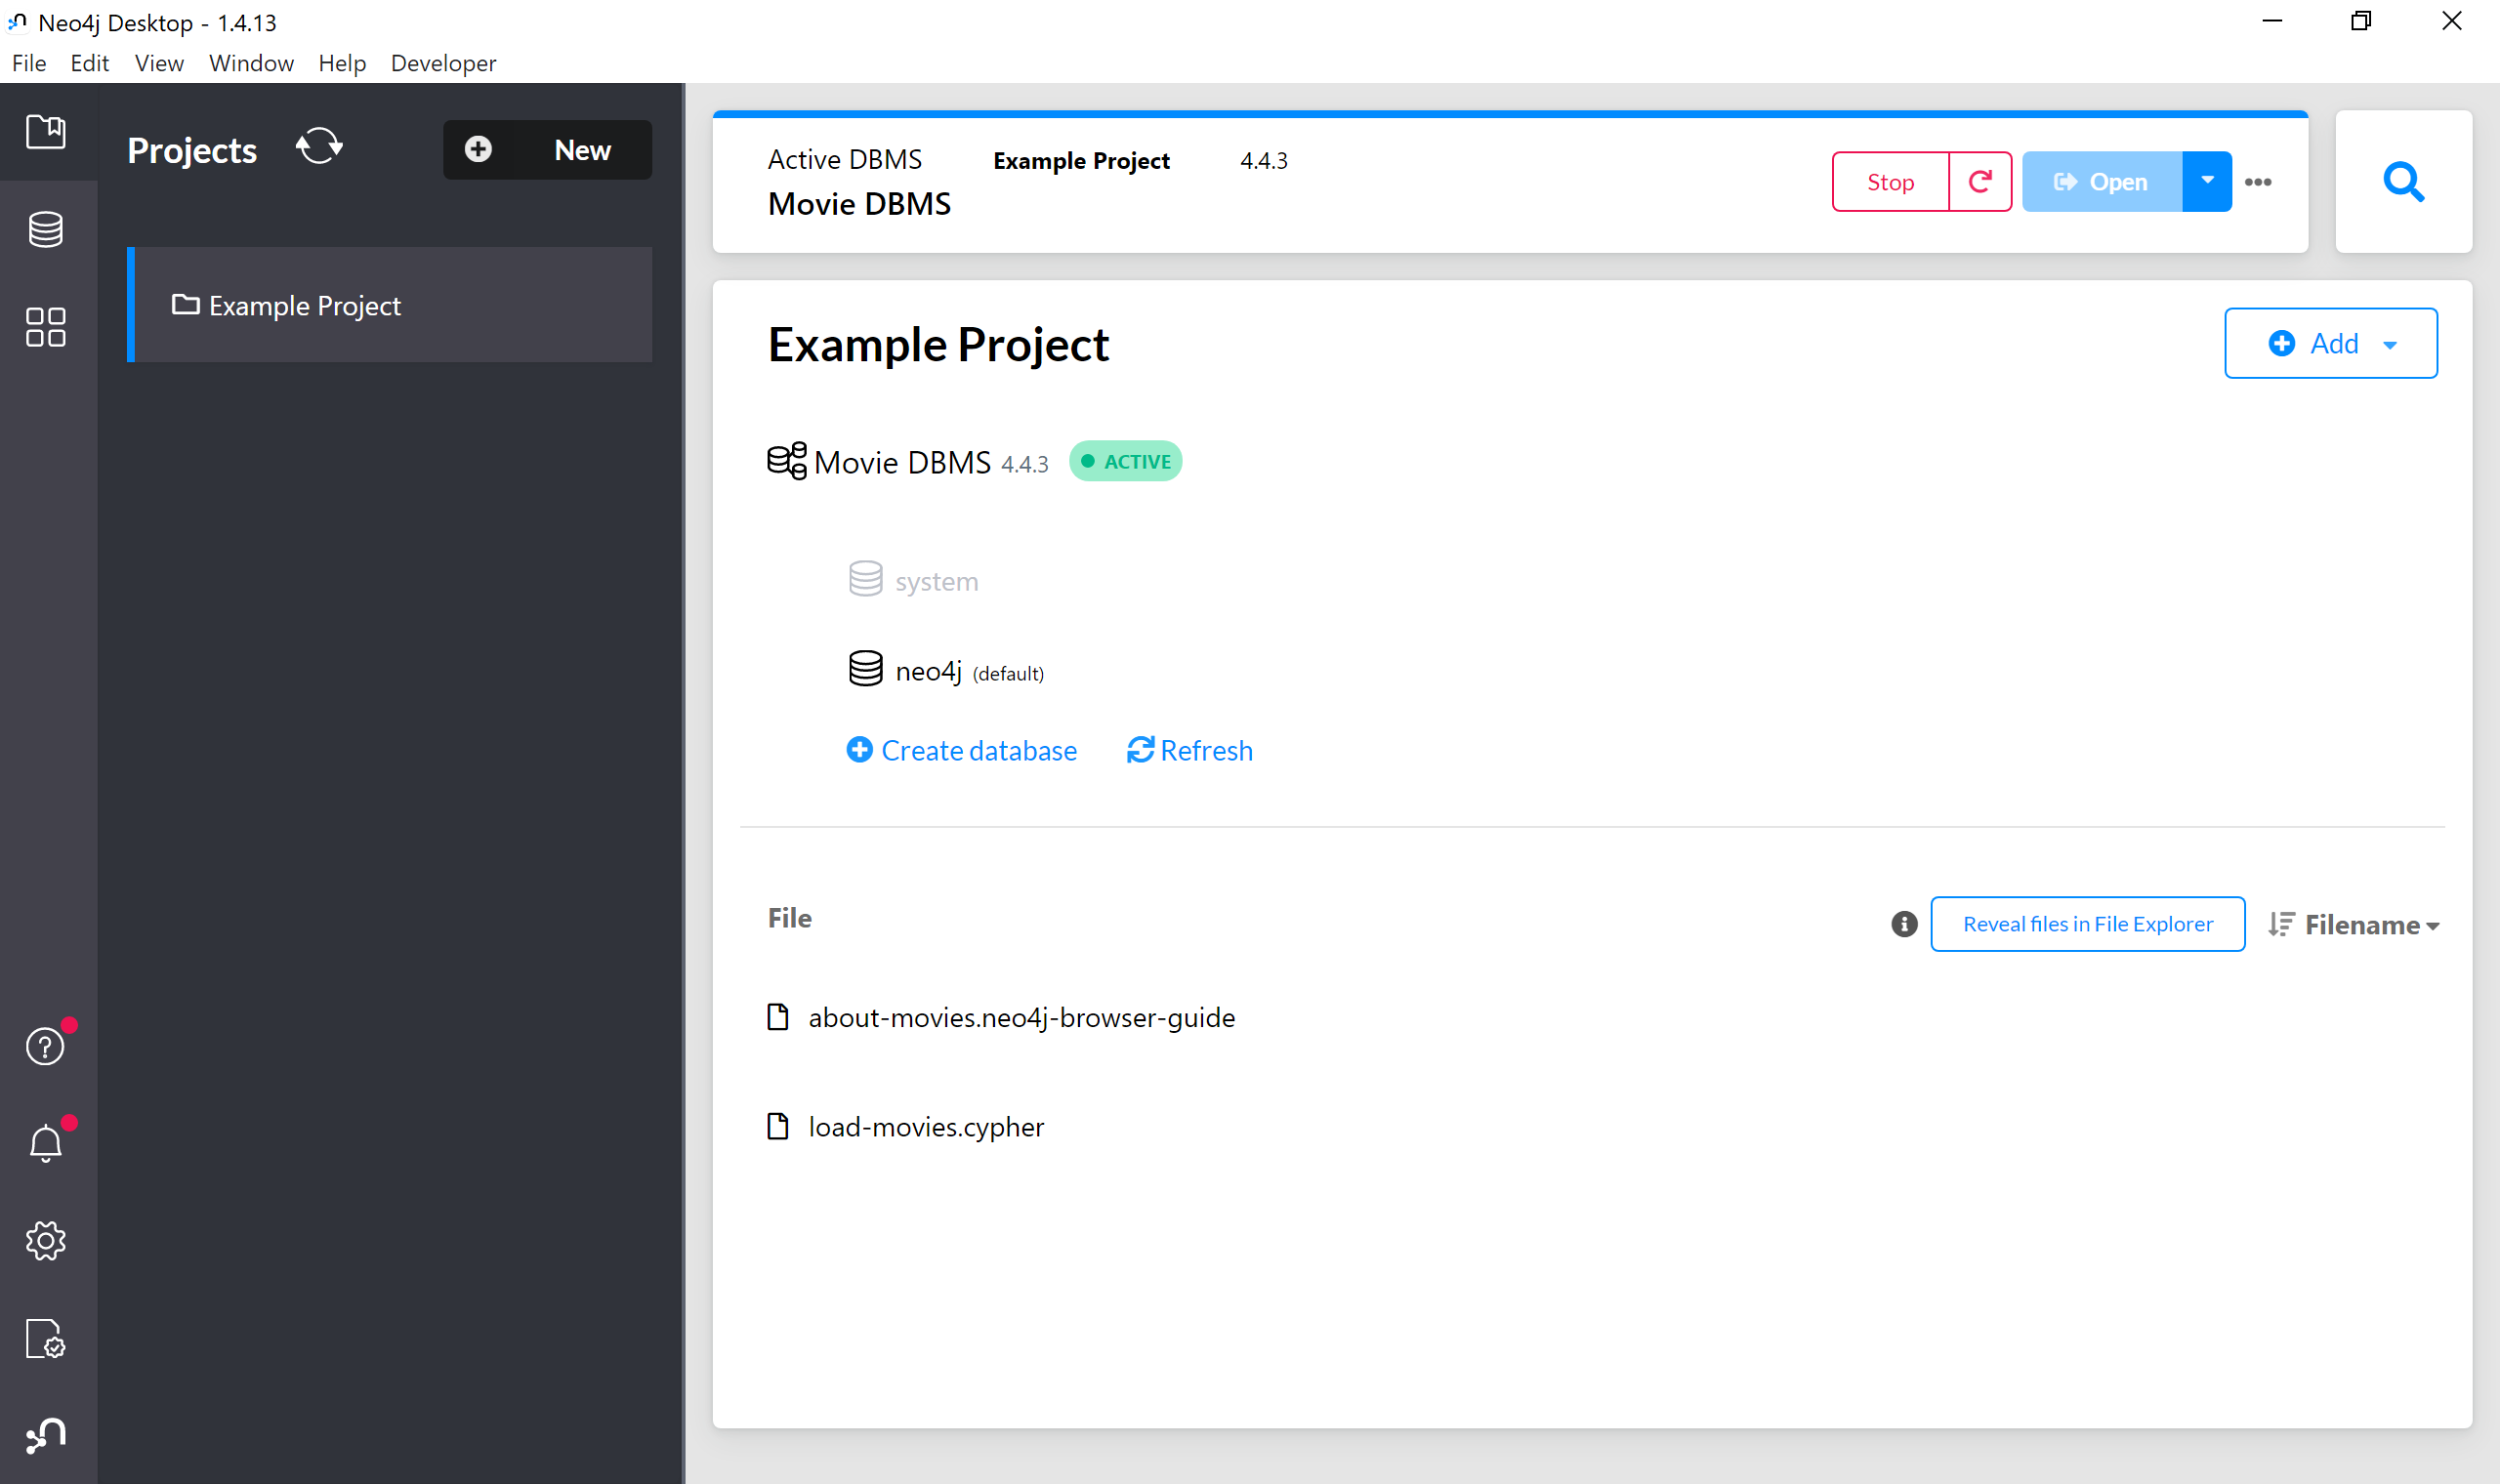 Neo4j Desktop - 1.4.13
File Edit View Window Help Developer
Projects
New
Example Project
Active DBMS Example Project 4.4.3
Movie DBMS
Stop
Open
Example Project
Add
Movie DBMS 4.4.3 ACTIVE
system
neo4j (default)
Create database Refresh
File
Reveal files in File Explorer
Filename
about-movies.neo4j-browser-guide
load-movies.cypher